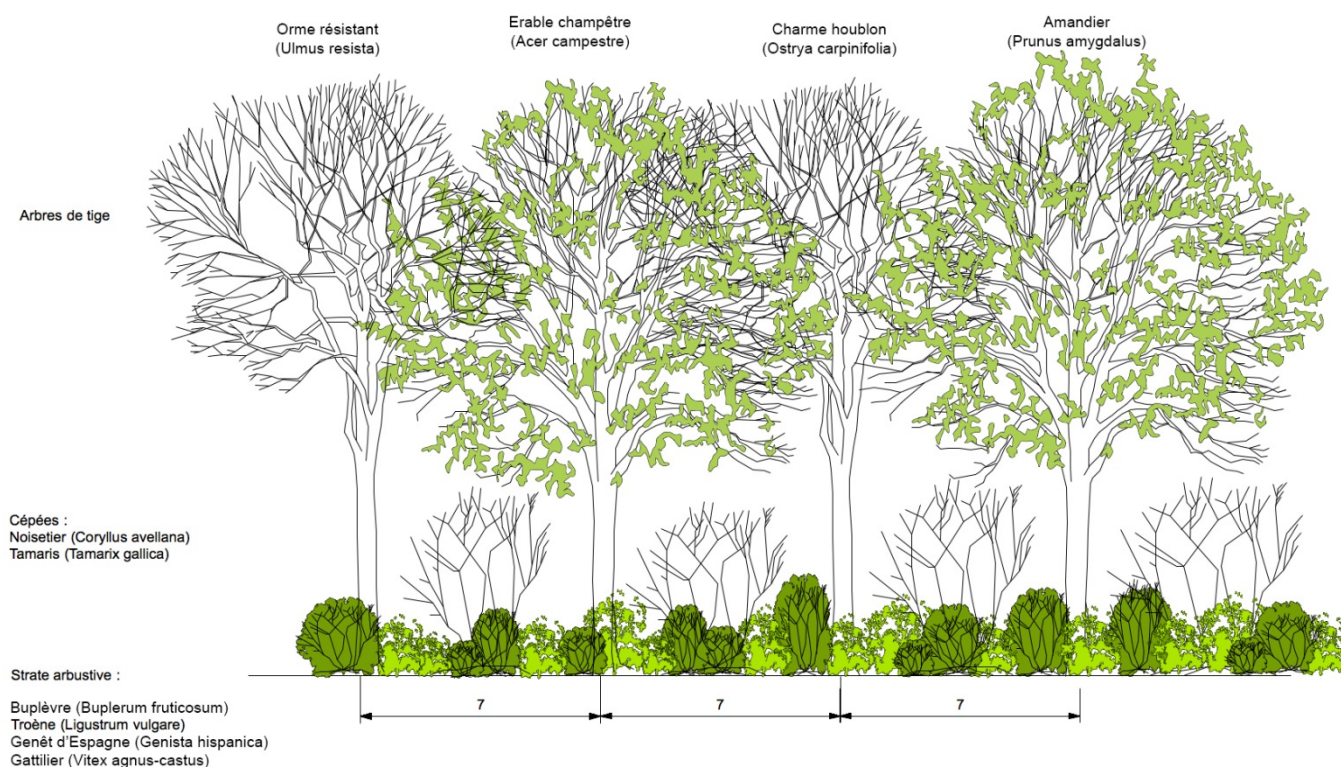 Orme résistant
(Ulmus resista)
Erable champêtre
(Acer campestre)
Charme houblon
(Ostrya carpinifolia)
Amandier
(Prunus amygdalus)
Arbres de tige
Cépées :
Noisetier (Coryllus avellana)
Tamaris (Tamarix gallica)
Strate arbustive :
Buplèvre (Buplerum fruticosum)
Troène (Ligustrum vulgare)
Genêt d'Espagne (Genista hispanica)
Gattilier (Vitex agnus-castus)
7
7
7